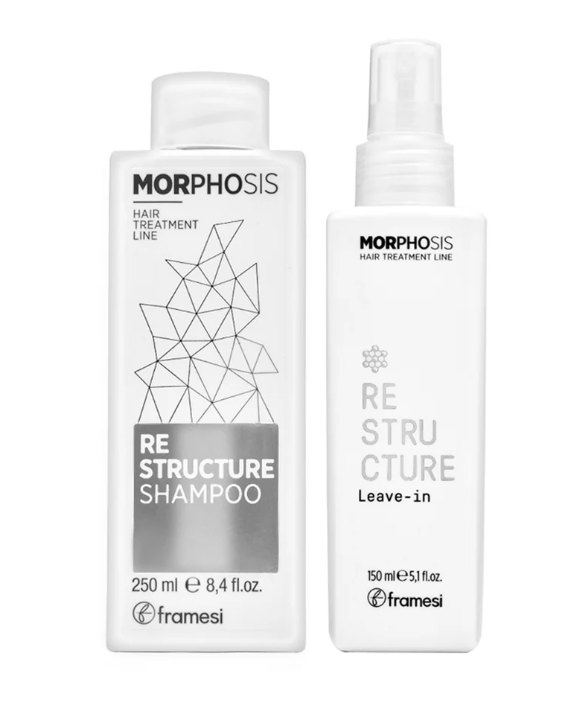 MORPHOSIS
HAIR
TREATMENT
LINE
RE
STRUCTURE
SHAMPOO
250 ml ℮ 8,4 fl.oz.
framesi
MORPHOSIS
HAIR TREATMENT LINE
RE
STRU
CTURE
Leave-in
150 ml ℮ 5,1 fl.oz.
framesi